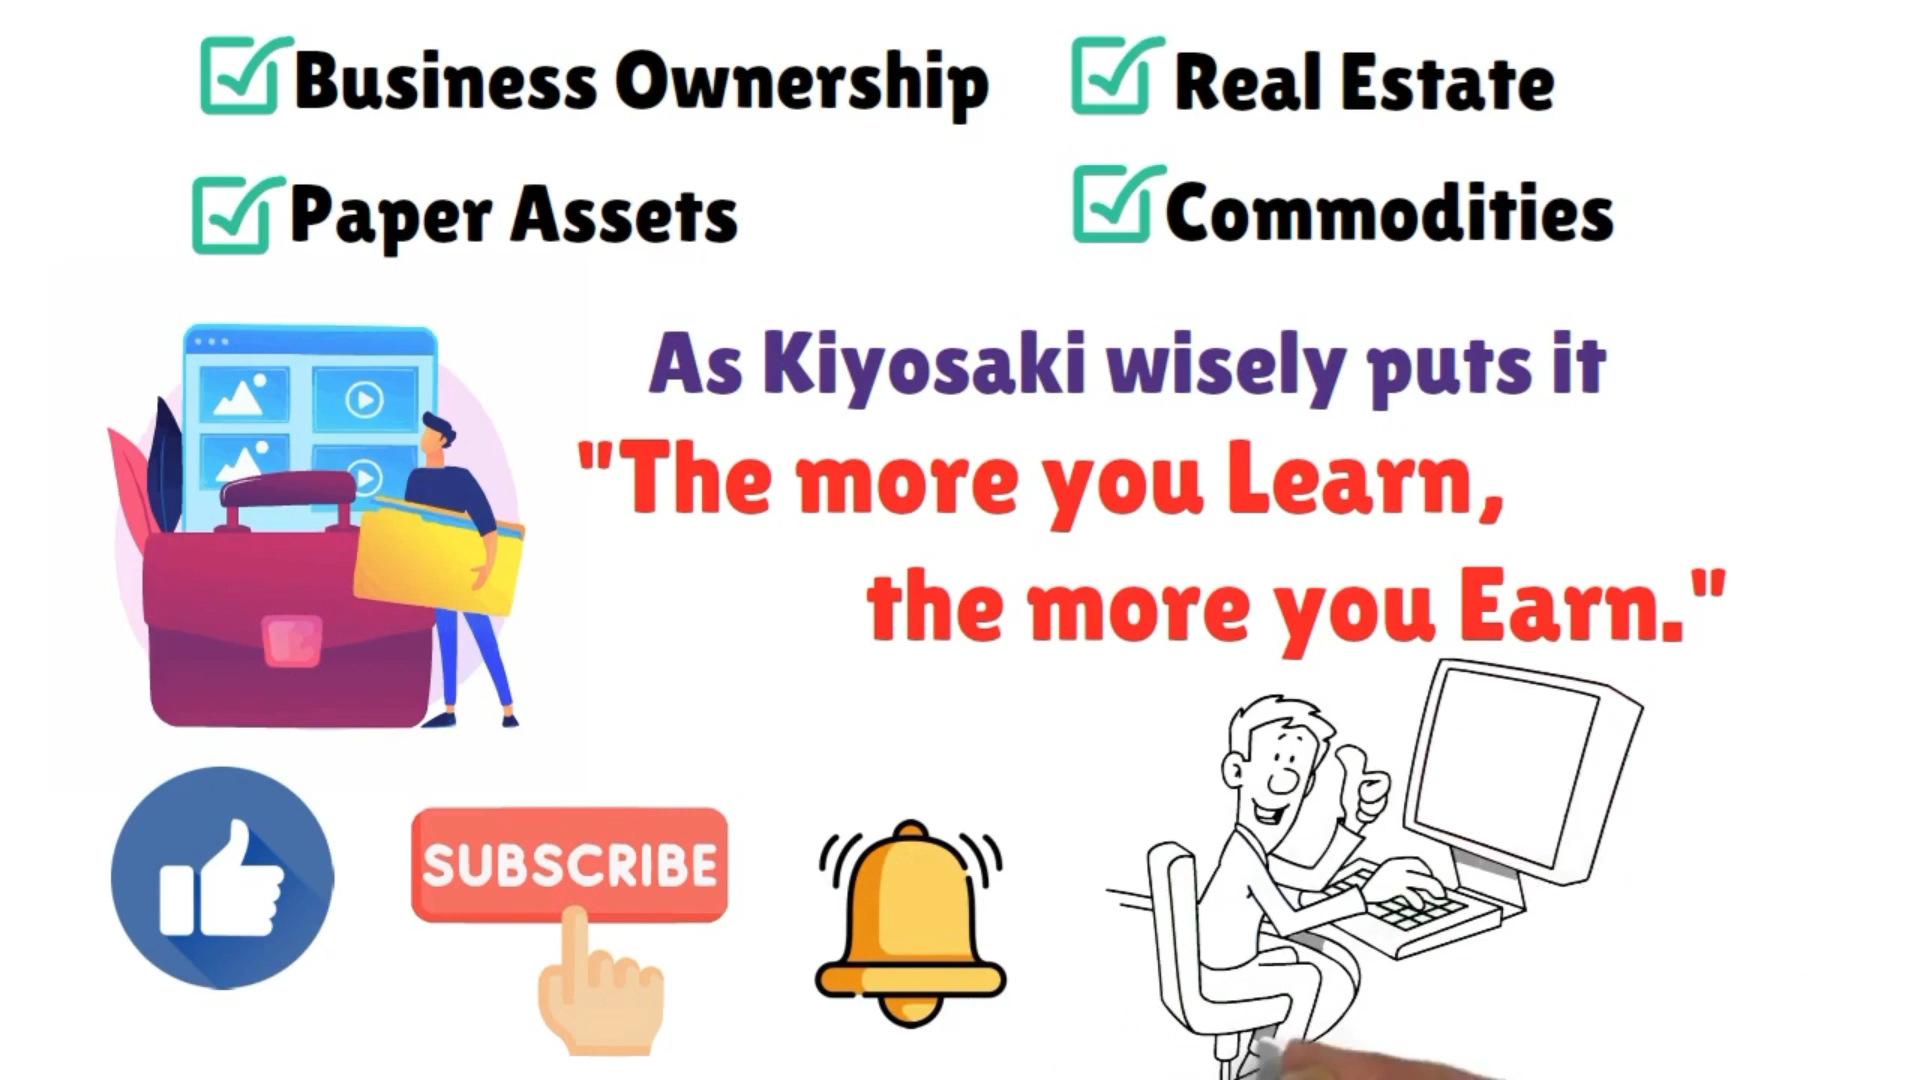 Business Ownership
Real Estate
Paper Assets
Commodities
As Kiyosaki wisely puts it
"The more you Learn,
the more you Earn."
SUBSCRIBE